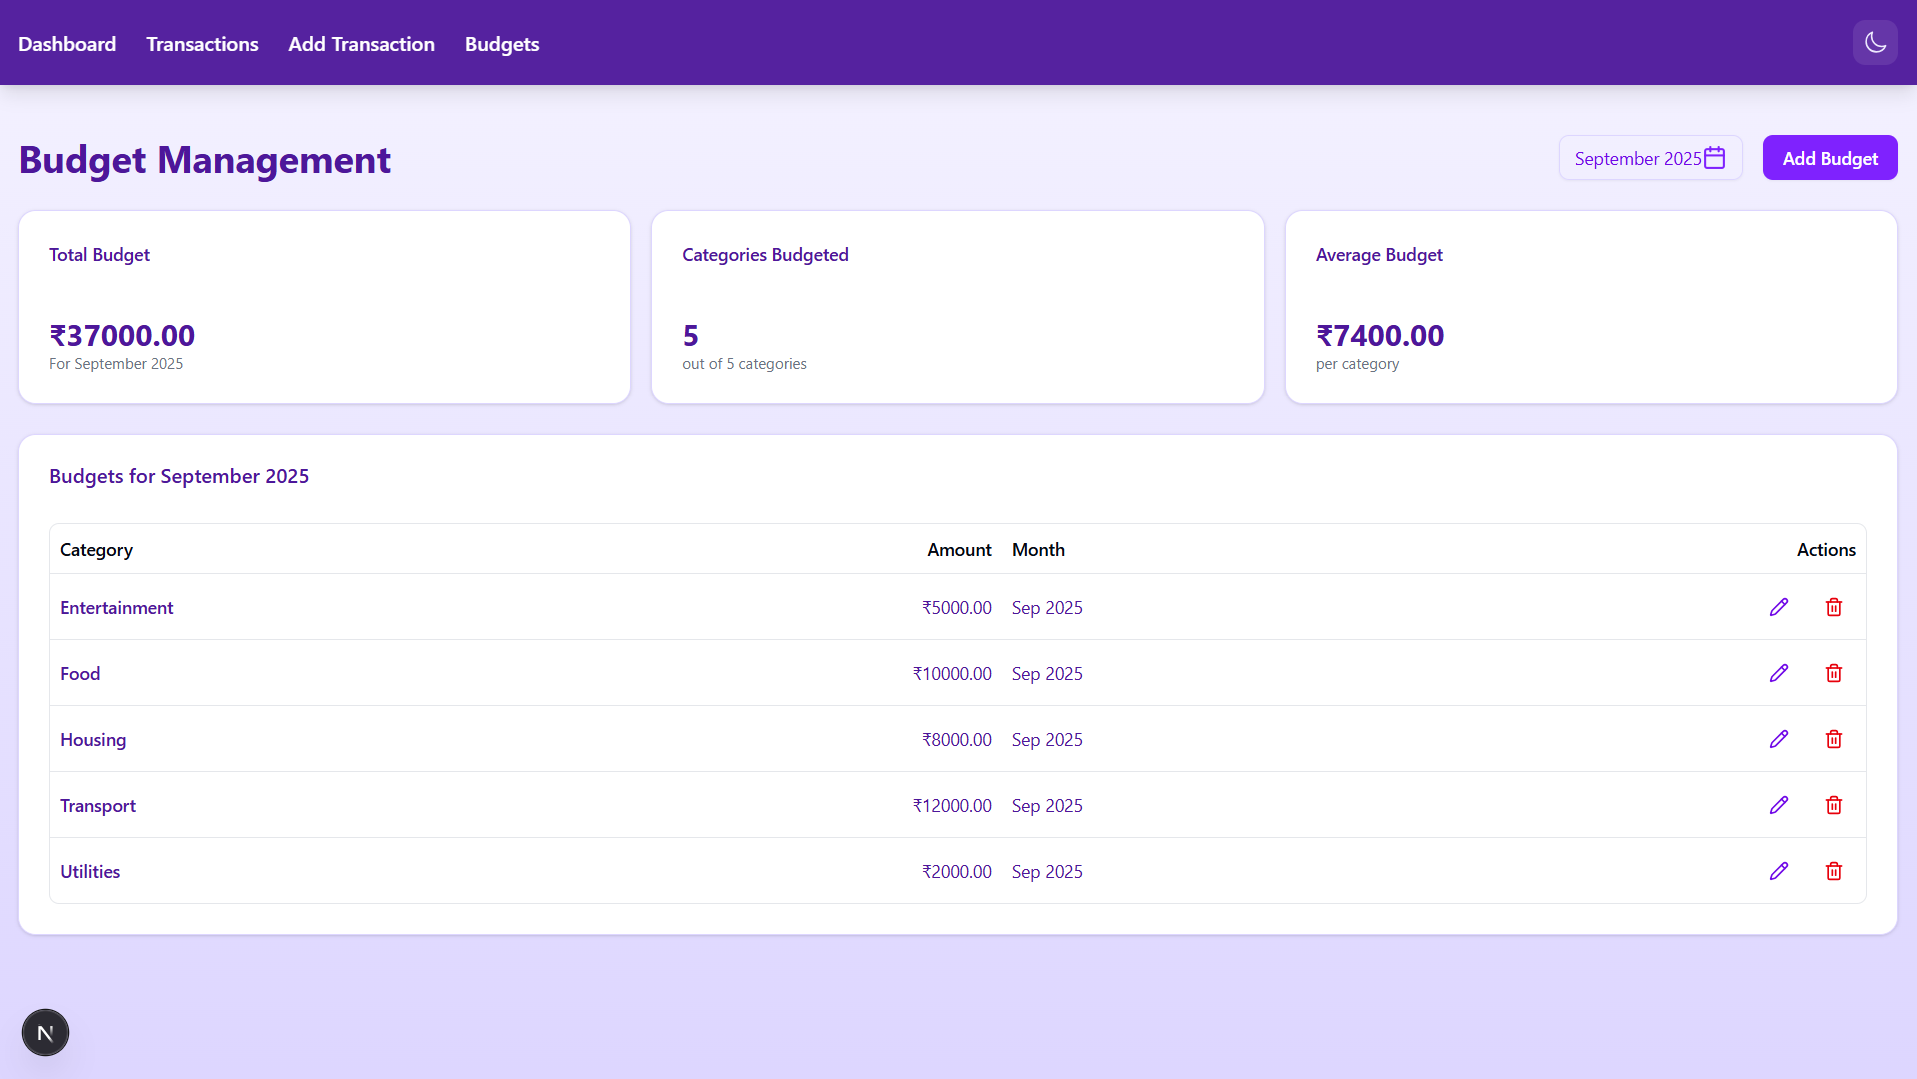 Dashboard Transactions Add Transaction Budgets
Budget Management
September 2025 Add Budget
Total Budget
₹37000.00
For September 2025
Categories Budgeted
5
out of 5 categories
Average Budget
₹7400.00
per category
Budgets for September 2025
Category Amount Month Actions
Entertainment ₹5000.00 Sep 2025
Food ₹10000.00 Sep 2025
Housing ₹8000.00 Sep 2025
Transport ₹12000.00 Sep 2025
Utilities ₹2000.00 Sep 2025
N